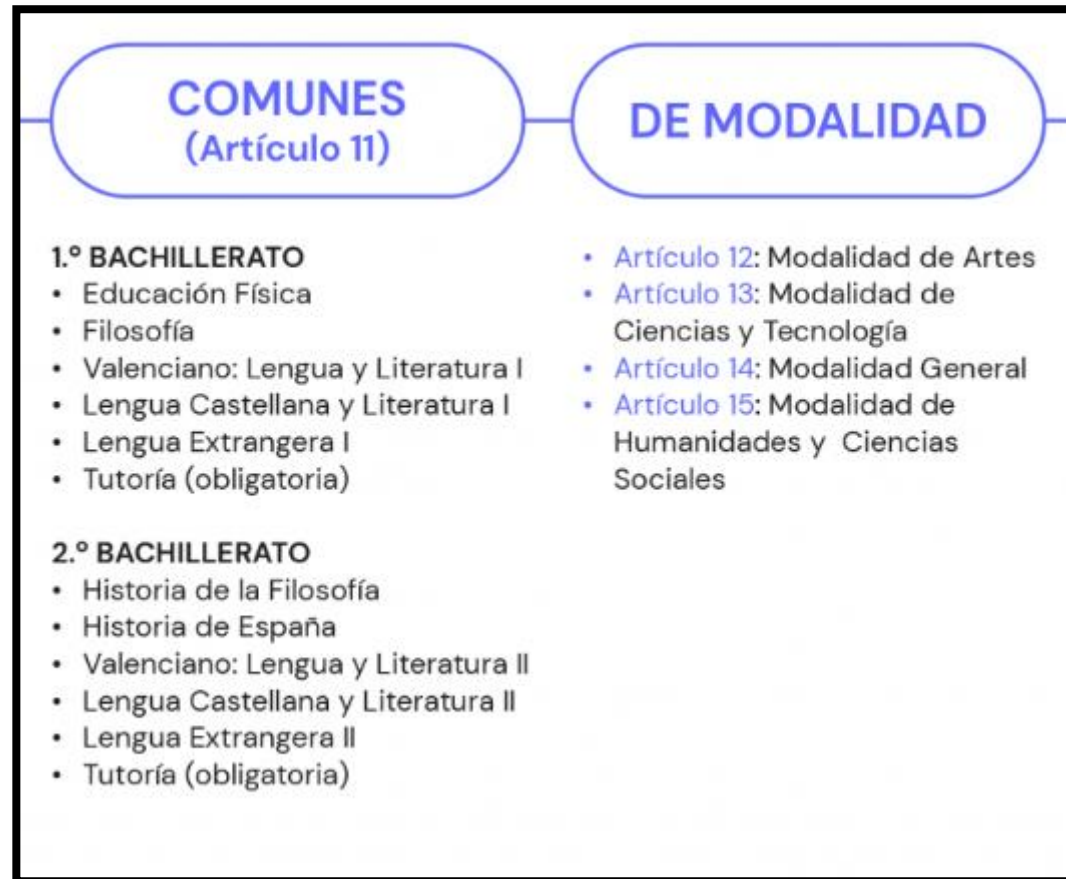 COMUNES
(Artículo 11)
1.º BACHILLERATO
• Educación Física
• Filosofía
• Valenciano: Lengua y Literatura I
• Lengua Castellana y Literatura I
• Lengua Extrangera I
• Tutoría (obligatoria)
2.º BACHILLERATO
• Historia de la Filosofía
• Historia de España
• Valenciano: Lengua y Literatura II
• Lengua Castellana y Literatura II
• Lengua Extrangera II
• Tutoría (obligatoria)
DE MODALIDAD
• Artículo 12: Modalidad de Artes
• Artículo 13: Modalidad de
Ciencias y Tecnología
• Artículo 14: Modalidad General
• Artículo 15: Modalidad de
Humanidades y Ciencias
Sociales